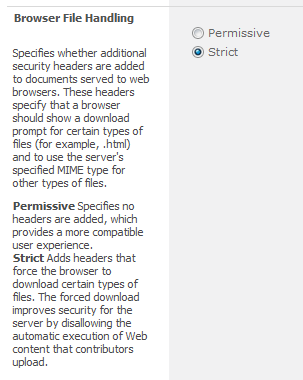 Browser File Handling
Permissive
Strict
Specifies whether additional
security headers are added
to documents served to web
browsers. These headers
specify that a browser
should show a download
prompt for certain types of
files (for example, .html)
and to use the server's
specified MIME type for
other types of files.
Permissive Specifies no
headers are added, which
provides a more compatible
user experience.
Strict Adds headers that
force the browser to
download certain types of
files. The forced download
improves security for the
server by disallowing the
automatic execution of Web
content that contributors
upload.